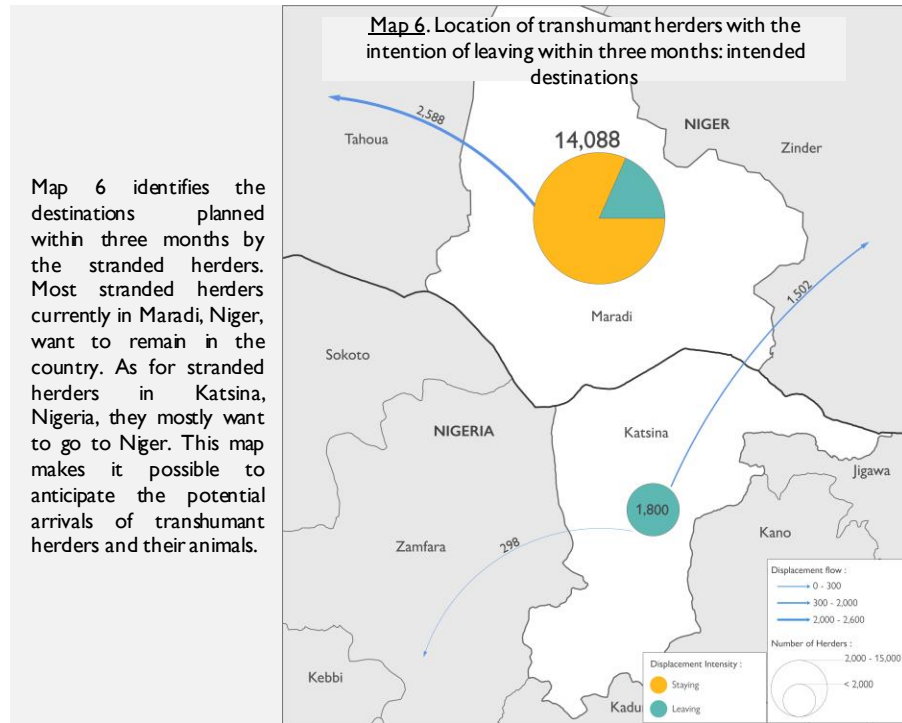 Map 6. Location of transhumant herders with the
intention of leaving within three months: intended
destinations
Map 6 identifies the
destinations planned
within three months by
the stranded herders.
Most stranded herders
currently in Maradi, Niger,
want to remain in the
country. As for stranded
herders in Katsina,
Nigeria, they mostly want
to go to Niger. This map
makes it possible to
anticipate the potential
arrivals of transhumant
herders and their animals.
2,588
Tahoua
14,088
NIGER
Zinder
1,502
Maradi
Sokoto
NIGERIA
Katsina
Jigawa
1,800
Kano
298
Zamfara
Kebbi
Kadu
Displacement flow :
0 - 300
300 - 2,000
2,000 - 2,600
Number of Herders :
2,000 - 15,000
< 2,000
Displacement Intensity :
Staying
Leaving